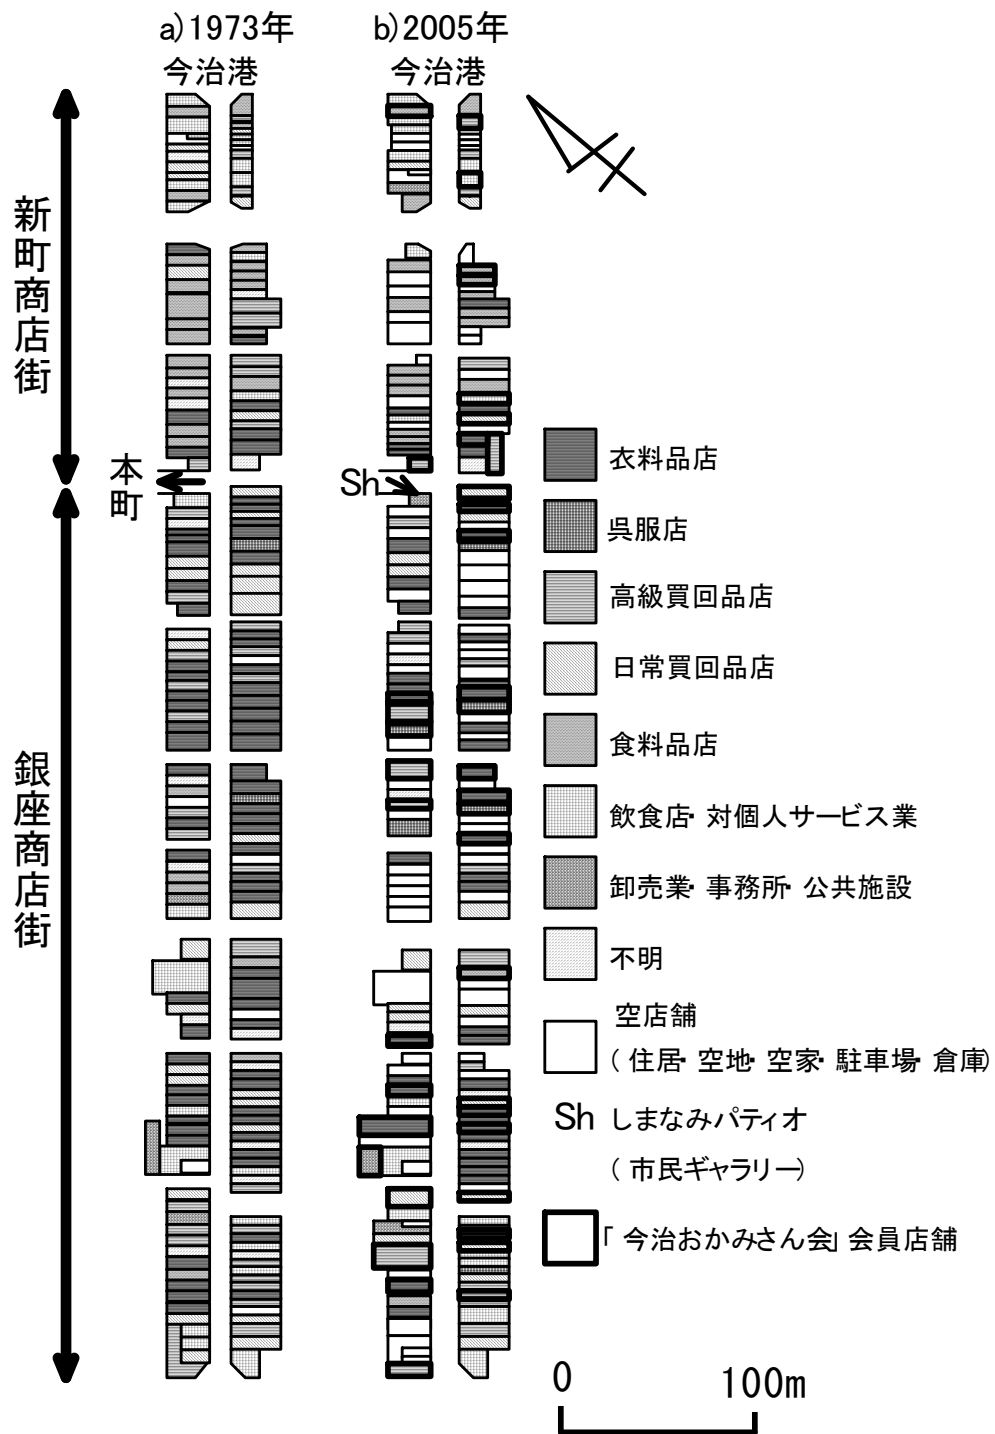 a)1973年
b)2005年
今治港
今治港
新町商店街
本町
Sh
銀座商店街
衣料品店
呉服店
高級買回品店
日常買回品店
食料品店
飲食店・対個人サービス業
卸売業・事務所・公共施設
不明
空店舗
(住居・空地・空家・駐車場・倉庫)
Sh しまなみパティオ
(市民ギャラリー)
「今治おかみさん会」会員店舗
0 100m